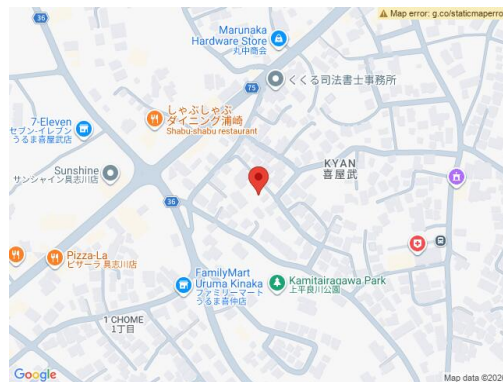 36
Map error: g.co/staticmaperro
Marunaka
Hardware Store
丸中商会
75
くくる司法書士事務所
しゃぶしゃぶ
ダイニング浦崎
Shabu-shabu restaurant
7-Eleven
セブン-イレブン
うるま喜屋武店
KYAN
喜屋武
Sunshine
サンシャイン具志川店
36
Pizza-La
ピザーラ 具志川店
FamilyMart
Uruma Kinaka
ファミリーマート
うるま喜仲店
Kamitairagawa Park
上平良川公園
1 CHOME
1丁目
Google
Map data ©202